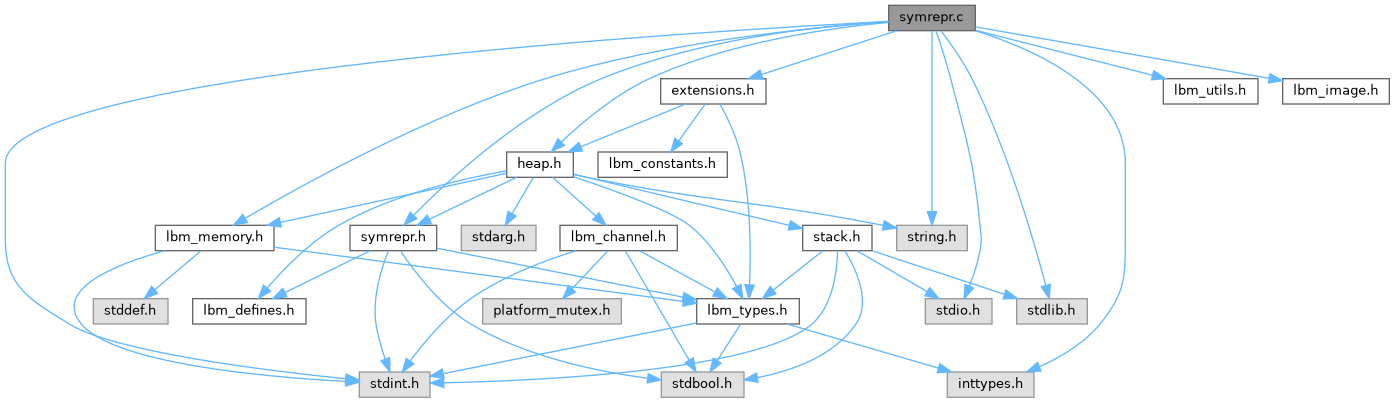 symrepr.c
extensions.h
lbm_utils.h
lbm_image.h
heap.h
lbm_constants.h
lbm_memory.h
symrepr.h
stdarg.h
lbm_channel.h
stack.h
string.h
stddef.h
lbm_defines.h
platform_mutex.h
lbm_types.h
stdio.h
stdlib.h
stdint.h
stdbool.h
inttypes.h